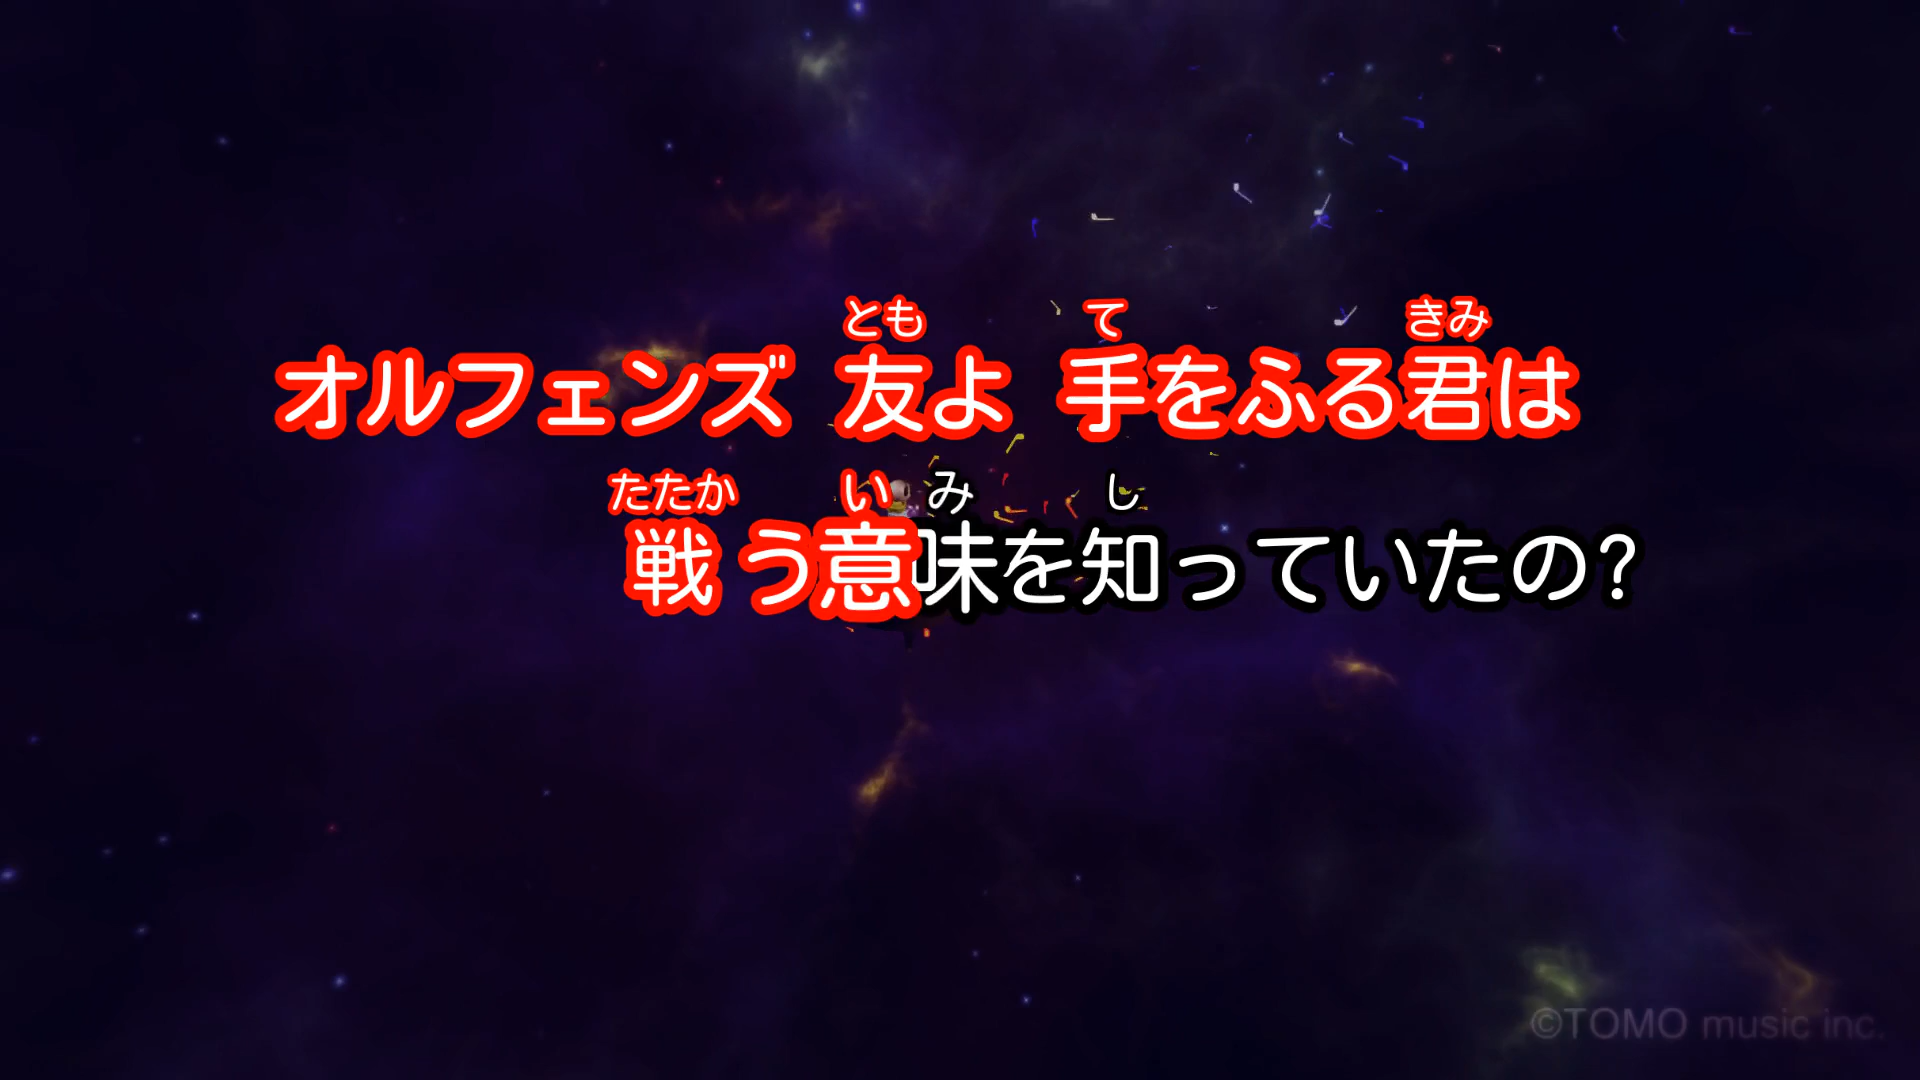 とも て きみ
オルフェンズ 友よ 手をふる君は
たたか い み し
戦う意味を知っていたの?
©TOMO music inc.